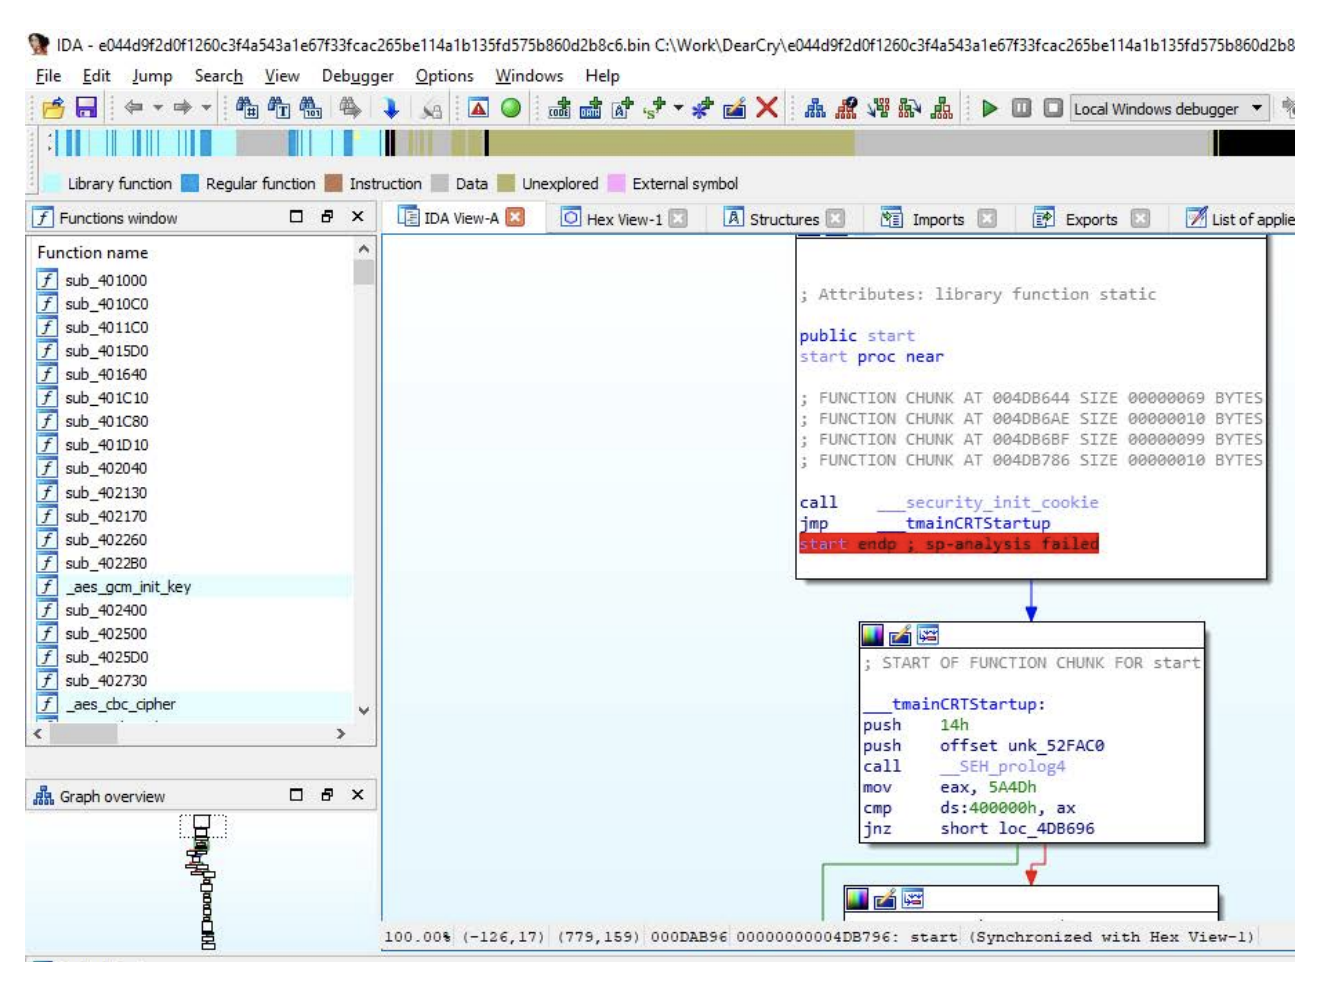 IDA - e044d9f2d0f1260c3f4a543a1e67f33fcac265be114a1b135fd575b860d2b8c6.bin C:\Work\DearCry\e044d9f2d0f1260c3f4a543a1e67f33fcac265be114a1b135fd575b860d2b8
File Edit Jump Search View Debugger Options Windows Help
Local Windows debugger
Library function Regular function Instruction Data Unexplored External symbol
Functions window
IDA View-A Hex View-1 Structures Imports Exports List of applie
Function name
sub_401000
sub_4010C0
sub_4011C0
sub_4015D0
sub_401640
sub_401C10
sub_401C80
sub_401D10
sub_402040
sub_402130
sub_402170
sub_402260
sub_4022B0
_aes_gcm_init_key
sub_402400
sub_402500
sub_4025D0
sub_402730
_aes_cbc_cipher
Graph overview
; Attributes: library function static
public start
start proc near
; FUNCTION CHUNK AT 004DB644 SIZE 00000069 BYTES
; FUNCTION CHUNK AT 004DB6AE SIZE 00000010 BYTES
; FUNCTION CHUNK AT 004DB6BF SIZE 00000099 BYTES
; FUNCTION CHUNK AT 004DB786 SIZE 00000010 BYTES
call ___security_init_cookie
jmp ___tmainCRTStartup
start endp ; sp-analysis failed
; START OF FUNCTION CHUNK FOR start
___tmainCRTStartup:
push 14h
push offset unk_52FAC0
call __SEH_prolog4
mov eax, 5A4Dh
cmp ds:400000h, ax
jnz short loc_4DB696
100.00% (-126,17) (779,159) 000DAB96 00000000004DB796: start (Synchronized with Hex View-1)